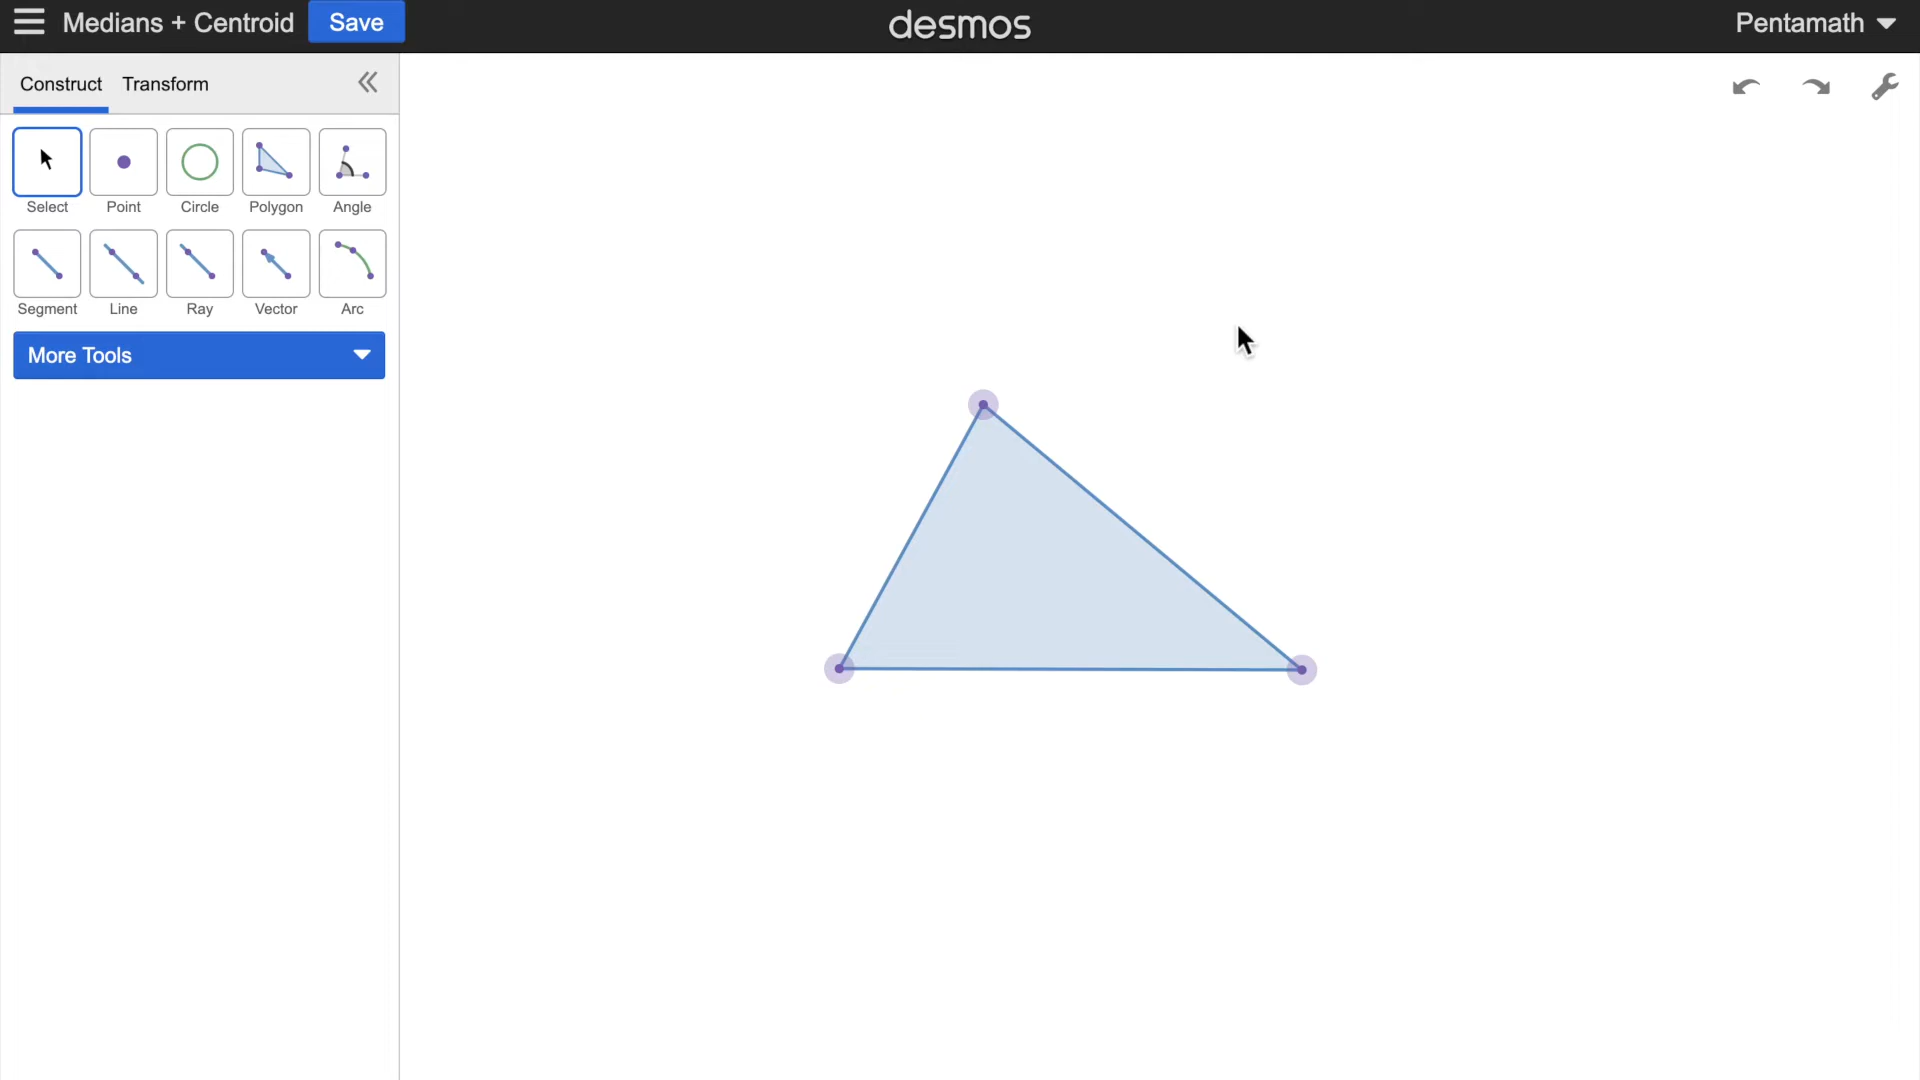 Medians + Centroid
Save
desmos
Pentamath
Construct
Transform
Select
Point
Circle
Polygon
Angle
Segment
Line
Ray
Vector
Arc
More Tools